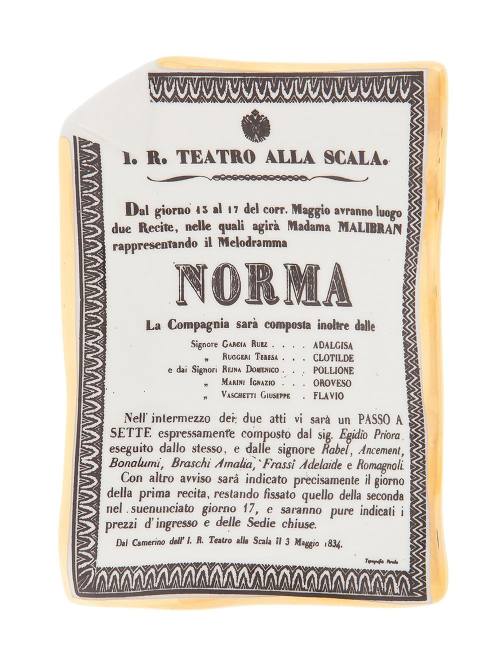 I. R. TEATRO ALLA SCALA.
Dal giorno 13 al 17 del corr. Maggio avranno luogo
due Recite, nelle quali agirà Madama MALIBRAN
rappresentando il Melodramma
NORMA
La Compagnia sarà composta inoltre dalle
Signore GARCIA RUEZ . . . . ADALGISA
„ RUGGERI TERESA . . . CLOTILDE
e dai Signori REINA DOMENICO . . . POLLIONE
„ MARINI IGNAZIO . . . OROVESO
„ VASCHETTI GIUSEPPE . FLAVIO
Nell' intermezzo dei due atti vi sarà un PASSO A
SETTE espressamente composto dal sig. Egidio Priora,
eseguito dallo stesso, e dalle signore Rabel, Ancement,
Bonalumi, Braschi Amalia, Frassi Adelaide e Romagnoli.
Con altro avviso sarà indicato precisamente il giorno
della prima recita, restando fissato quello della seconda
nel suenunciato giorno 17, e saranno pure indicati i
prezzi d'ingresso e delle Sedie chiuse.
Dal Camerino dell' I. R. Teatro alla Scala il 3 Maggio 1834.
Tipografia Pirola